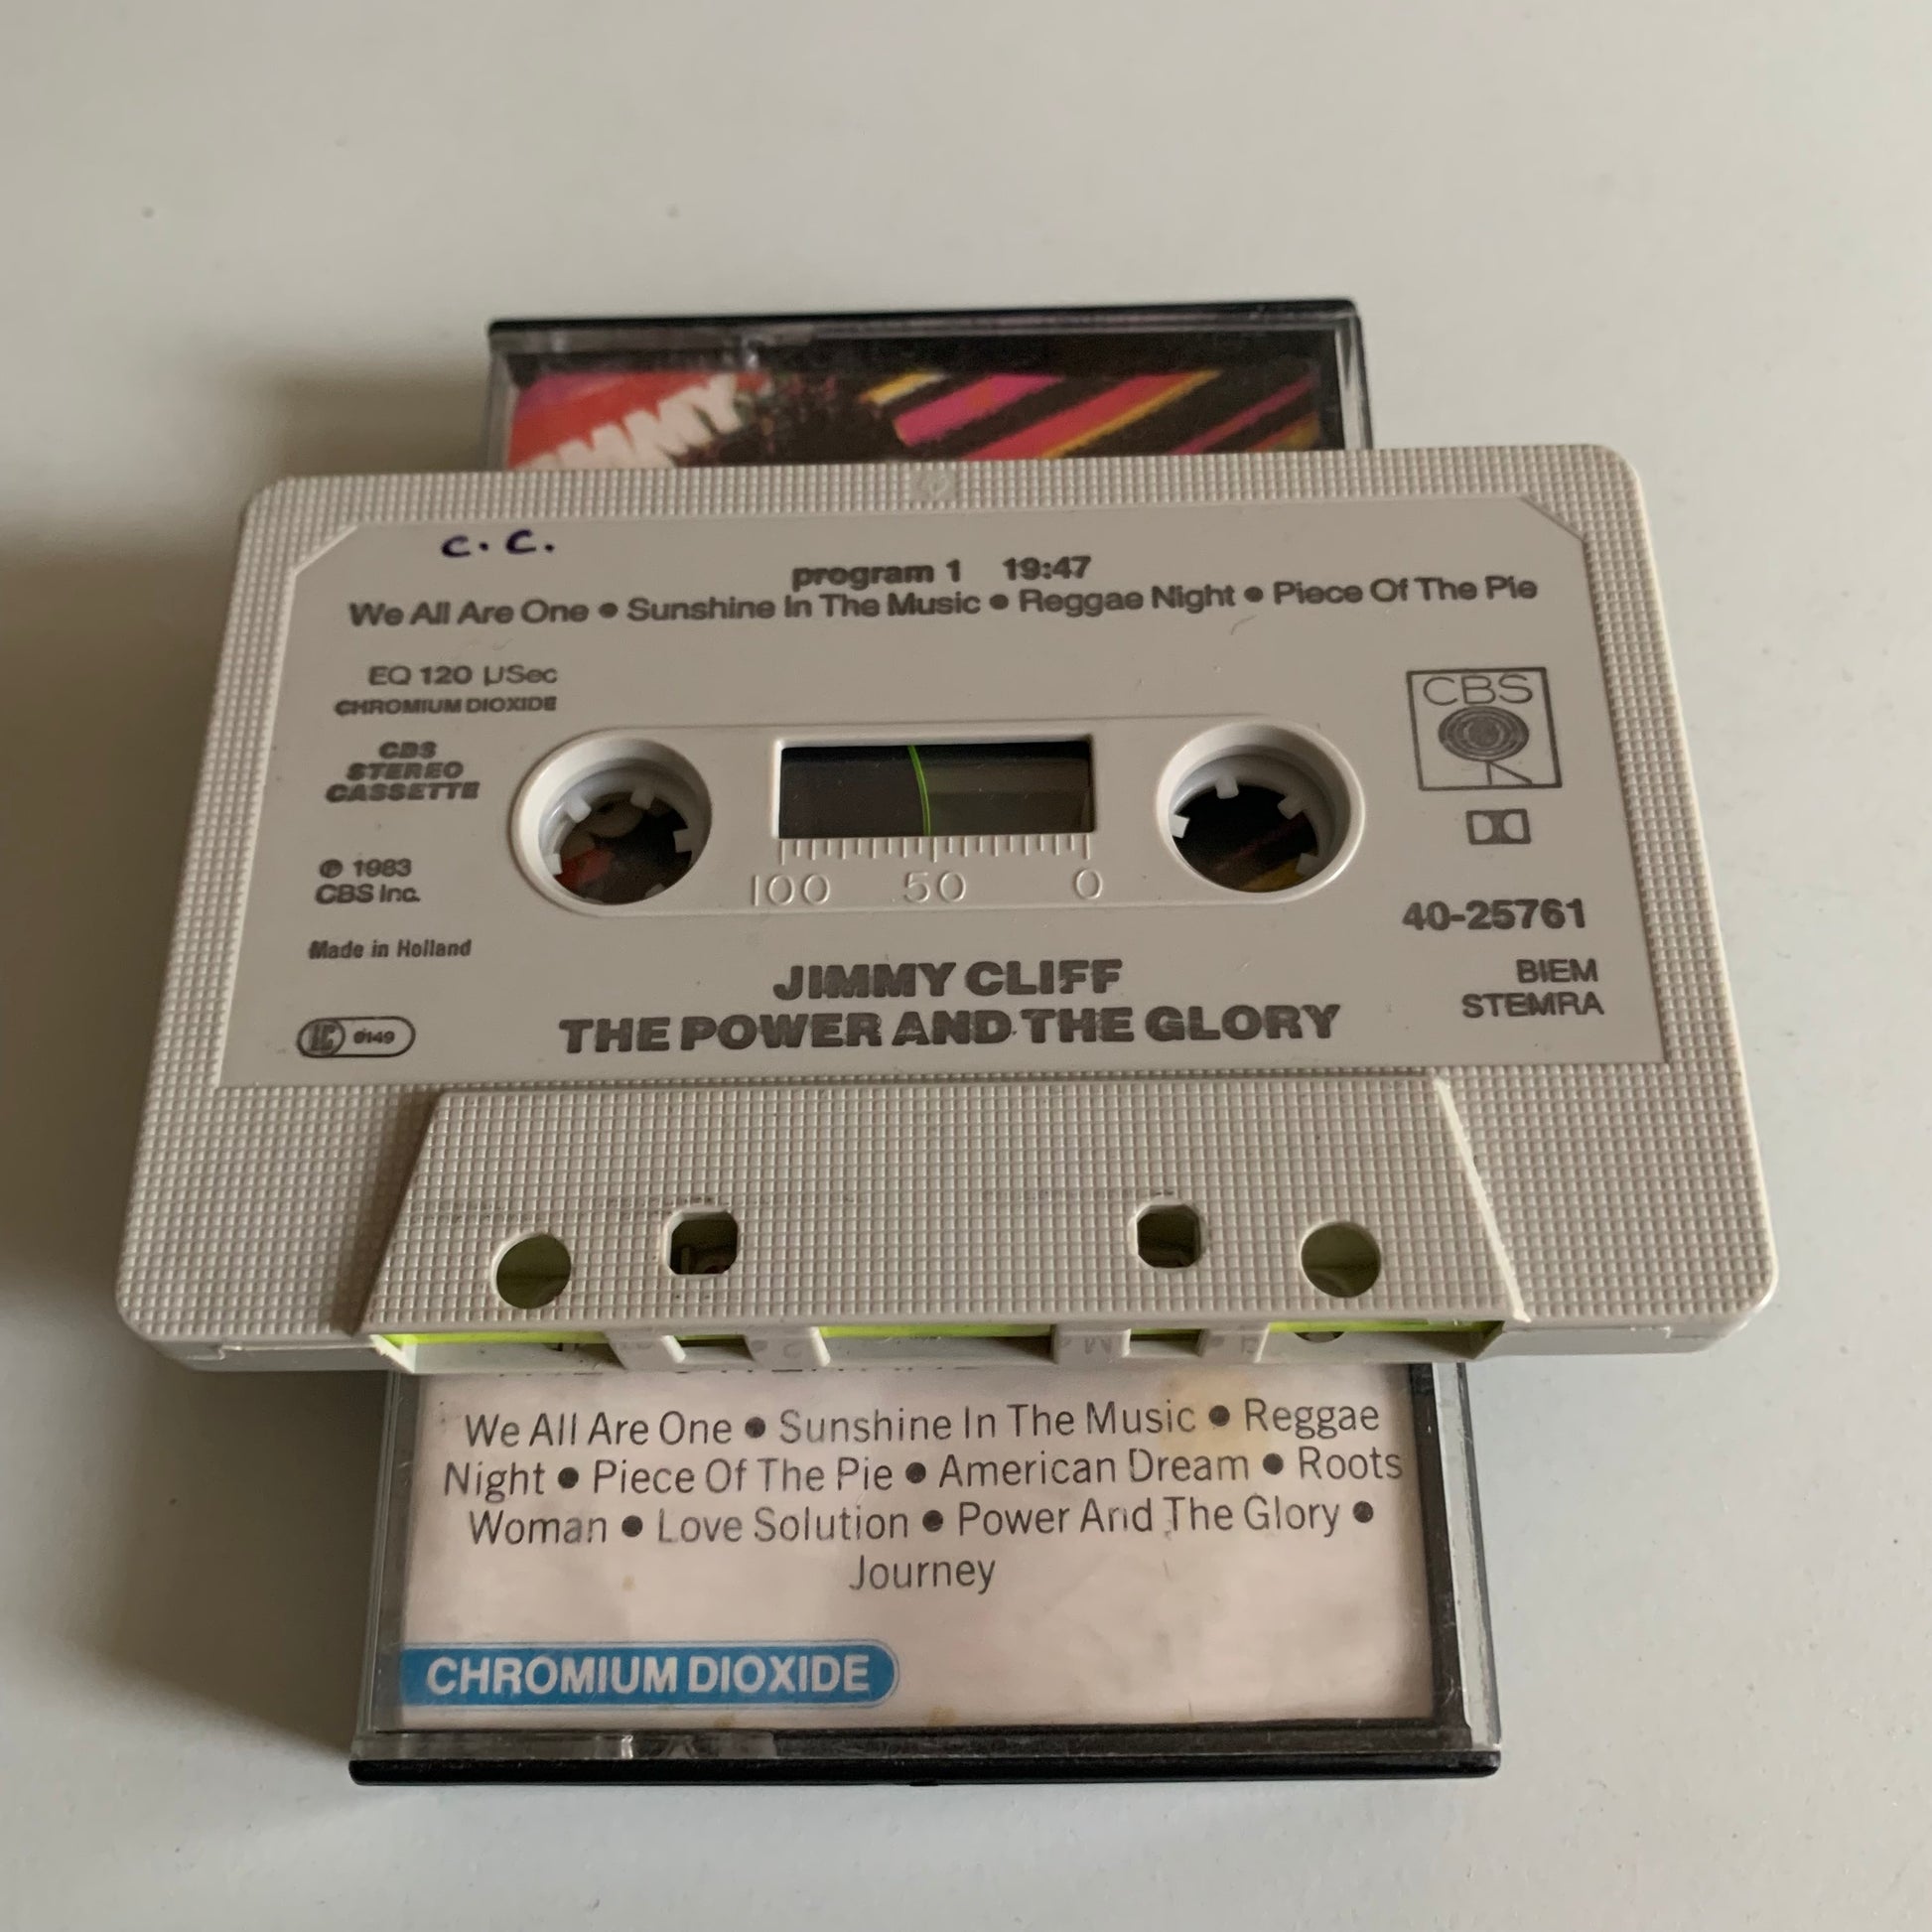 JIMMY
c. c.
program 1 19:47
We All Are One • Sunshine In The Music • Reggae Night • Piece Of The Pie
EQ 120 µSec
CHROMIUM DIOXIDE
CBS
STEREO
CASSETTE
℗ 1983
CBS Inc.
Made in Holland
LC 0149
CBS
100 50 0
40-25761
BIEM
STEMRA
JIMMY CLIFF
THE POWER AND THE GLORY
We All Are One • Sunshine In The Music • Reggae
Night • Piece Of The Pie • American Dream • Roots
Woman • Love Solution • Power And The Glory •
Journey
CHROMIUM DIOXIDE